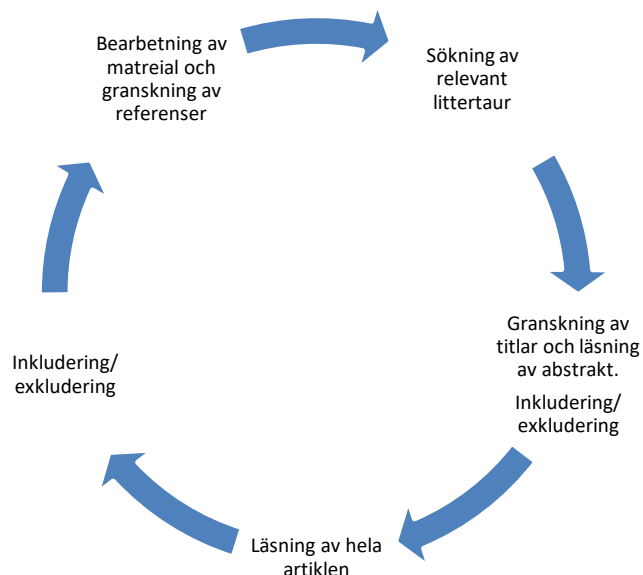 Bearbetning av
matreial och
granskning av
referenser
Sökning av
relevant
littertaur
Granskning av
titlar och läsning
av abstrakt.
Inkludering/
exkludering
Läsning av hela
artiklen
Inkludering/
exkludering